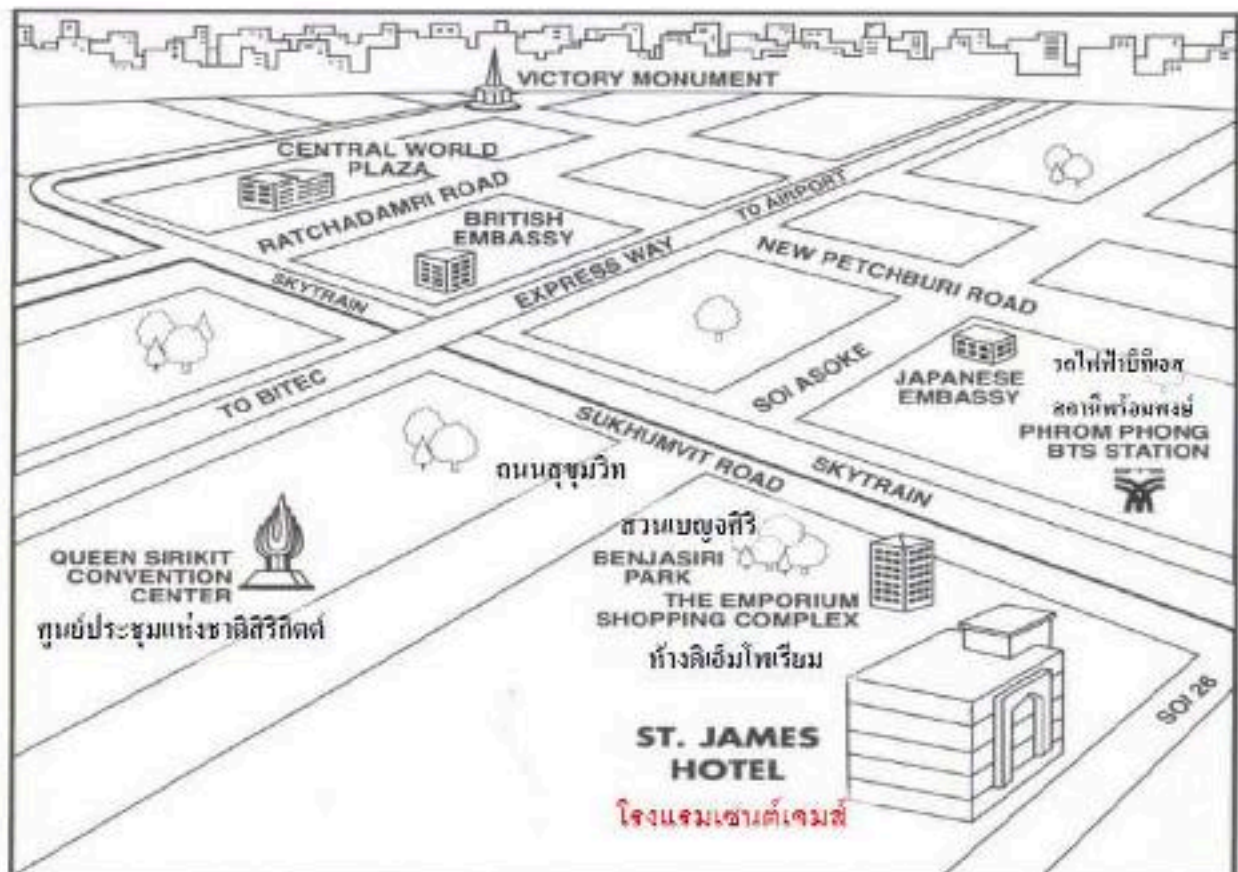 VICTORY MONUMENT
CENTRAL WORLD
PLAZA
RATCHADAMRI ROAD
BRITISH
EMBASSY
TO AIRPORT
EXPRESS WAY
SKYTRAIN
NEW PETCHBURI ROAD
TO BITEC
SOI ASOKE
JAPANESE
EMBASSY
รถไฟฟ้าบีทีเอส
สถานีพร้อมพงษ์
PHROM PHONG
BTS STATION
SUKHUMVIT ROAD
SKYTRAIN
ถนนสุขุมวิท
สวนเบญจศิริ
BENJASIRI
PARK
THE EMPORIUM
SHOPPING COMPLEX
ห้างดิเอ็มโพเรียม
QUEEN SIRIKIT
CONVENTION
CENTER
ศูนย์ประชุมแห่งชาติสิริกิตต์
SOI 26
ST. JAMES
HOTEL
โรงแรมเซนต์เจมส์